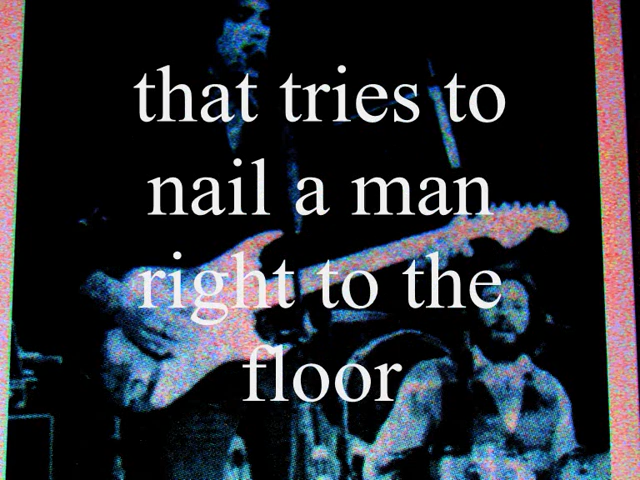 that tries to
nail a man
right to the
floor